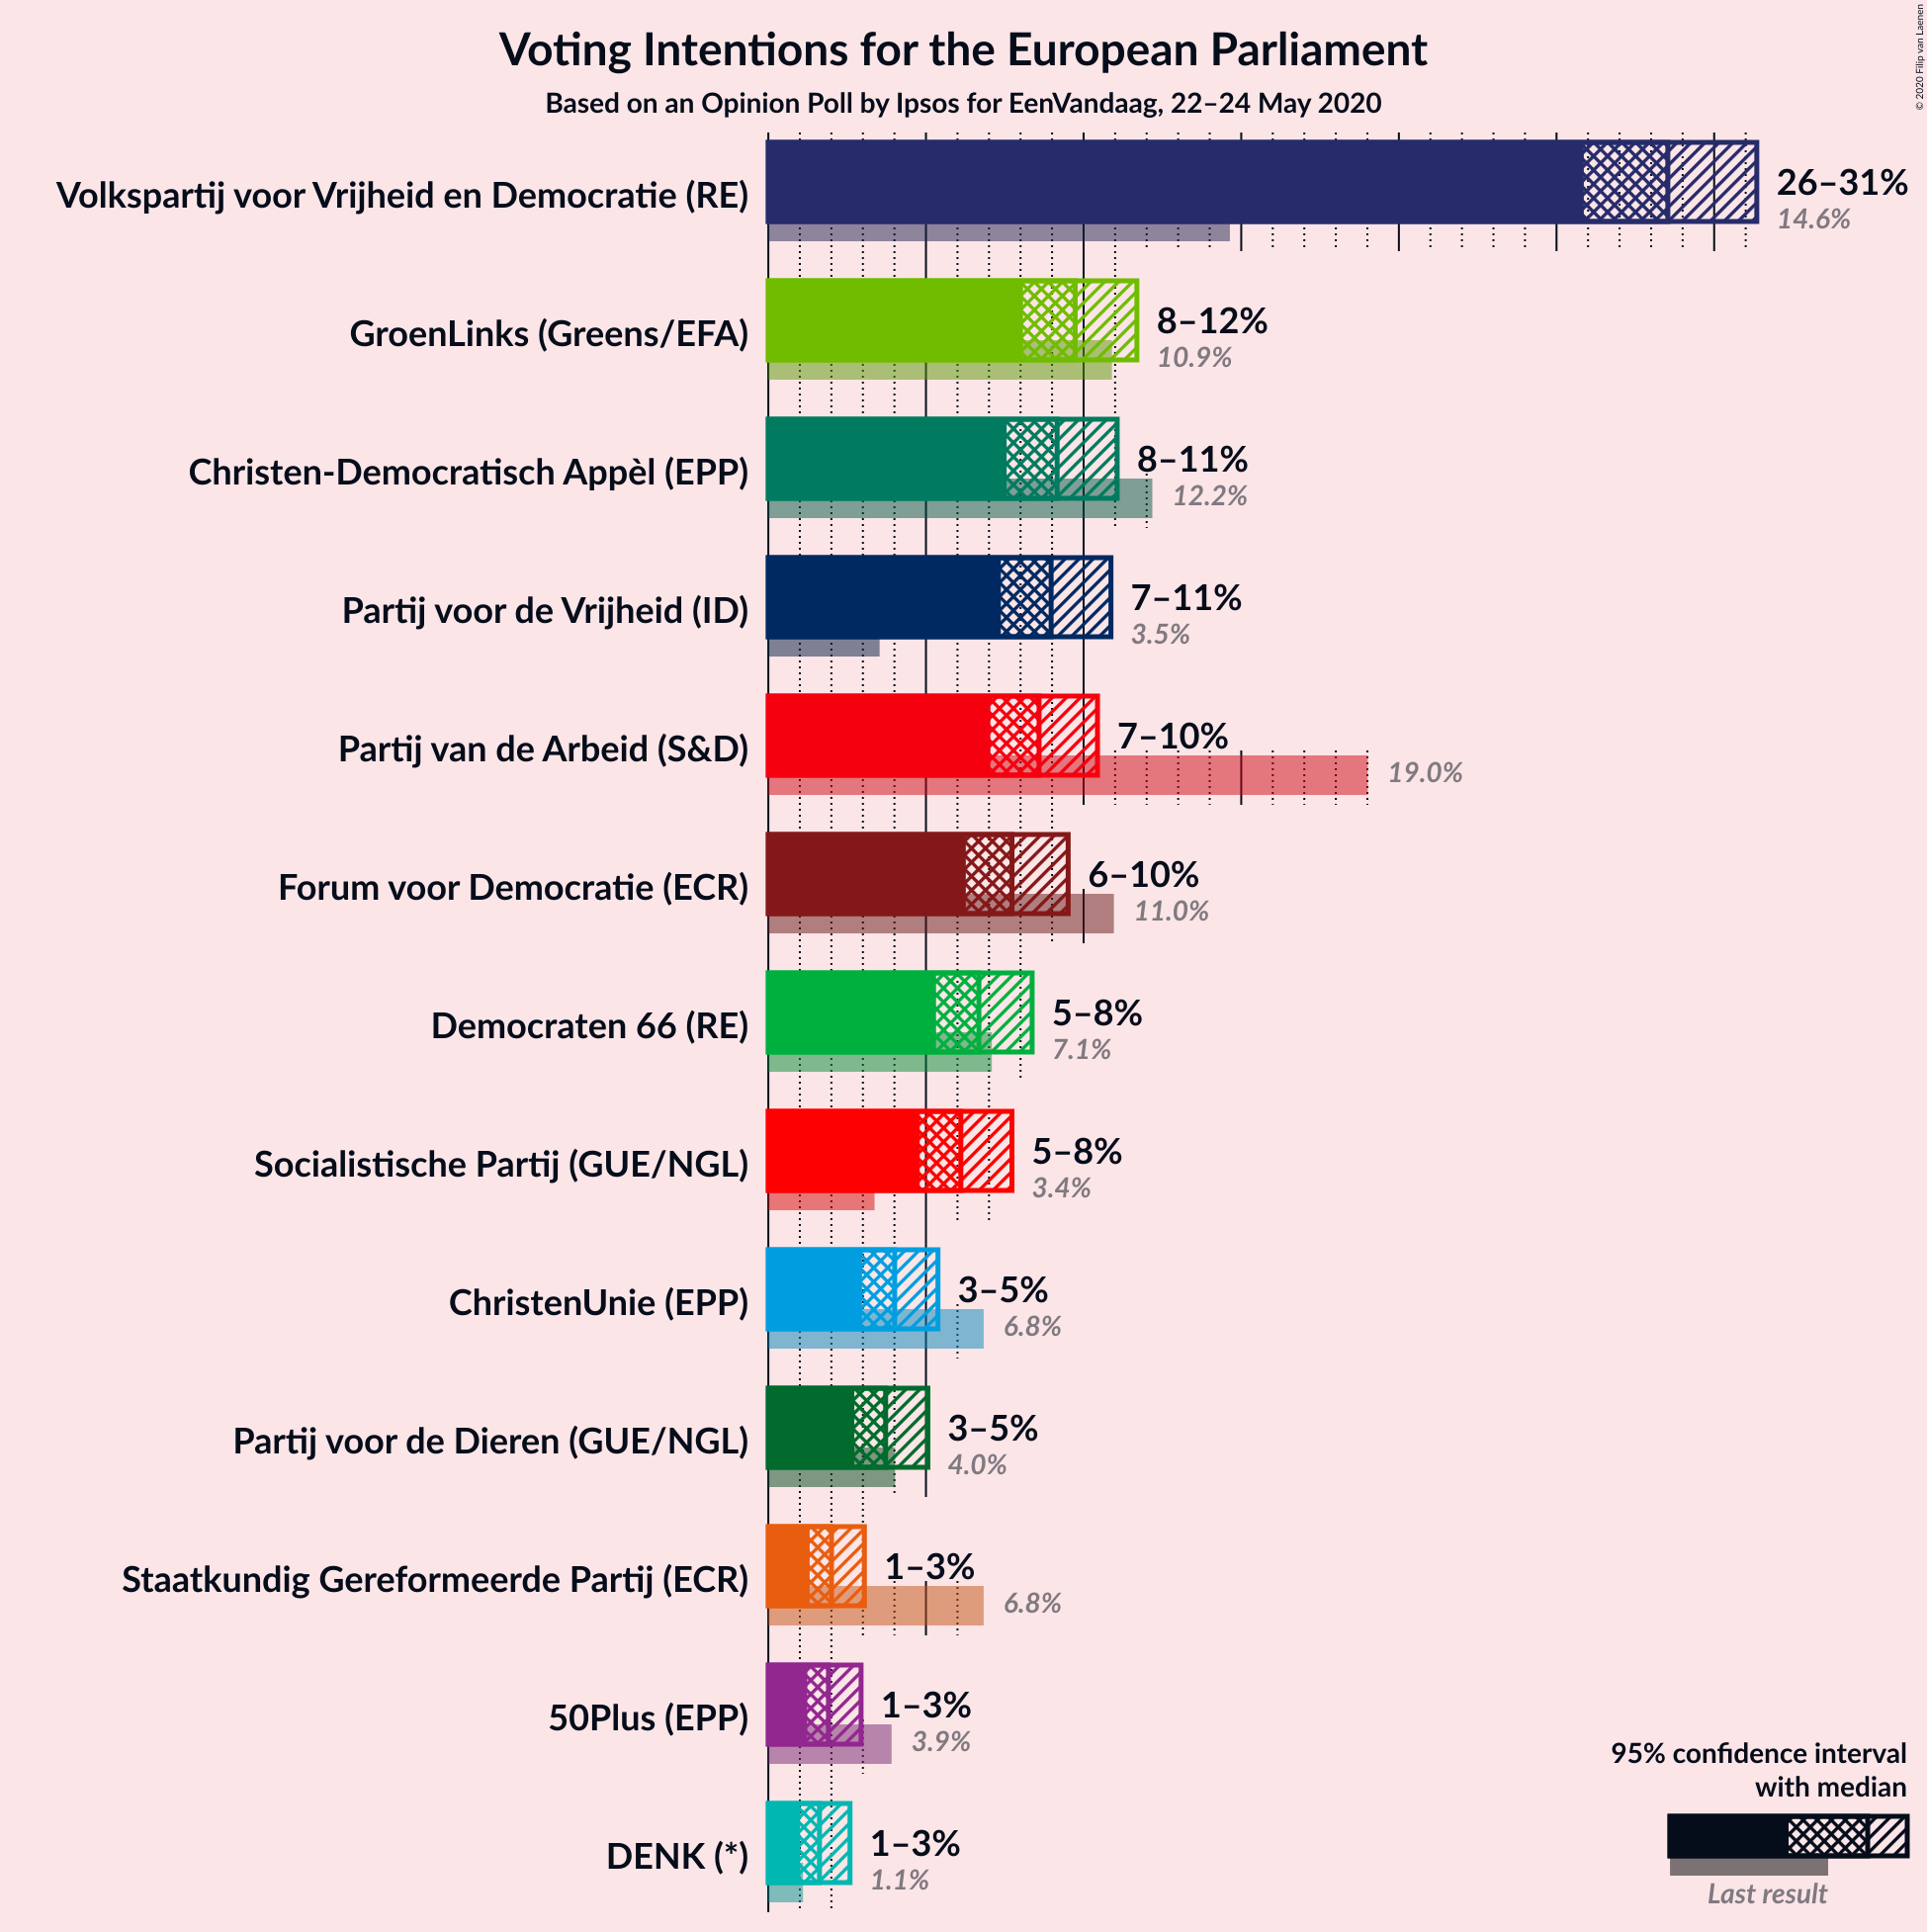 Voting Intentions for the European Parliament
Based on an Opinion Poll by Ipsos for EenVandaag, 22–24 May 2020
© 2020 Filip van Laenen
Volkspartij voor Vrijheid en Democratie (RE)
26–31%
14.6%
GroenLinks (Greens/EFA)
8–12%
10.9%
Christen-Democratisch Appèl (EPP)
8–11%
12.2%
Partij voor de Vrijheid (ID)
7–11%
3.5%
Partij van de Arbeid (S&D)
7–10%
19.0%
Forum voor Democratie (ECR)
6–10%
11.0%
Democraten 66 (RE)
5–8%
7.1%
Socialistische Partij (GUE/NGL)
5–8%
3.4%
ChristenUnie (EPP)
3–5%
6.8%
Partij voor de Dieren (GUE/NGL)
3–5%
4.0%
Staatkundig Gereformeerde Partij (ECR)
1–3%
6.8%
50Plus (EPP)
1–3%
3.9%
DENK (*)
1–3%
1.1%
95% confidence interval
with median
Last result